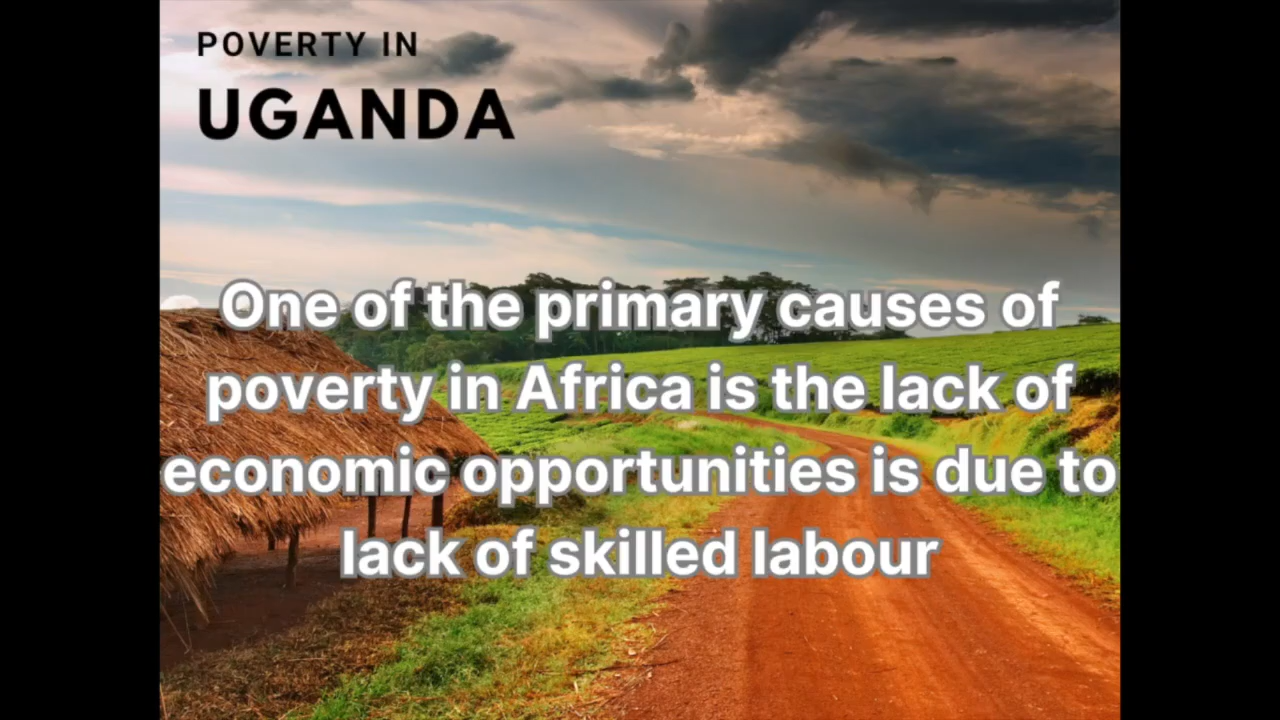 POVERTY IN
UGANDA
One of the primary causes of
poverty in Africa is the lack of
economic opportunities is due to
lack of skilled labour